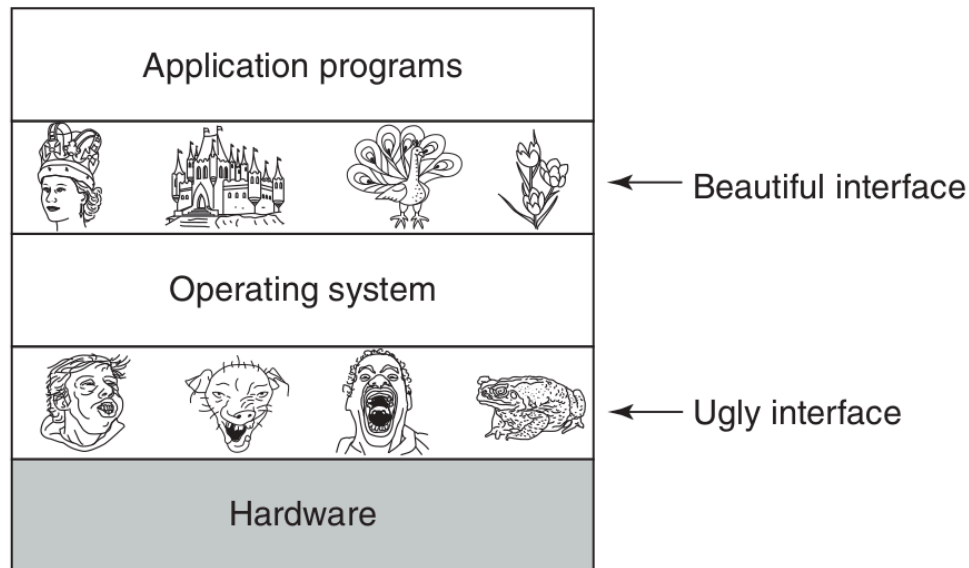 Application programs
Beautiful interface
Operating system
Ugly interface
Hardware